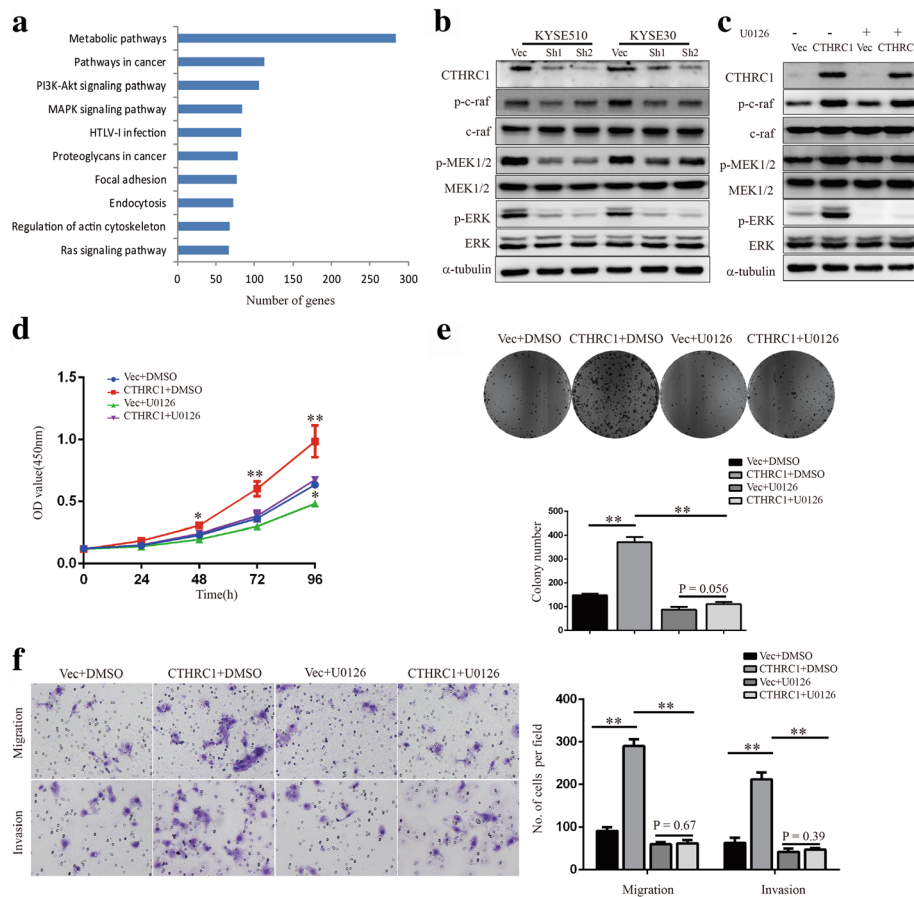 a
Metabolic pathways
Pathways in cancer
PI3K-Akt signaling pathway
MAPK signaling pathway
HTLV-I infection
Proteoglycans in cancer
Focal adhesion
Endocytosis
Regulation of actin cytoskeleton
Ras signaling pathway
0 50 100 150 200 250 300
Number of genes
b
KYSE510 KYSE30
Vec Sh1 Sh2 Vec Sh1 Sh2
CTHRC1
p-c-raf
c-raf
p-MEK1/2
MEK1/2
p-ERK
ERK
α-tubulin
c
U0126 - - + +
Vec CTHRC1 Vec CTHRC
CTHRC1
p-c-raf
c-raf
p-MEK1/2
MEK1/2
p-ERK
ERK
α-tubulin
d
Vec+DMSO
CTHRC1+DMSO
Vec+U0126
CTHRC1+U0126
OD value(450nm)
1.5
1.0
0.5
0.0
* ** ** *
0 24 48 72 96
Time(h)
e
Vec+DMSO CTHRC1+DMSO Vec+U0126 CTHRC1+U0126
Vec+DMSO
CTHRC1+DMSO
Vec+U0126
CTHRC1+U0126
Colony number
500
400
300
200
100
0
** **
P = 0.056
f
Vec+DMSO CTHRC1+DMSO Vec+U0126 CTHRC1+U0126
Migration
Invasion
Vec+DMSO
CTHRC1+DMSO
Vec+U0126
CTHRC1+U0126
No. of cells per field
400
300
200
100
0
** **
** **
P = 0.67
P = 0.39
Migration Invasion